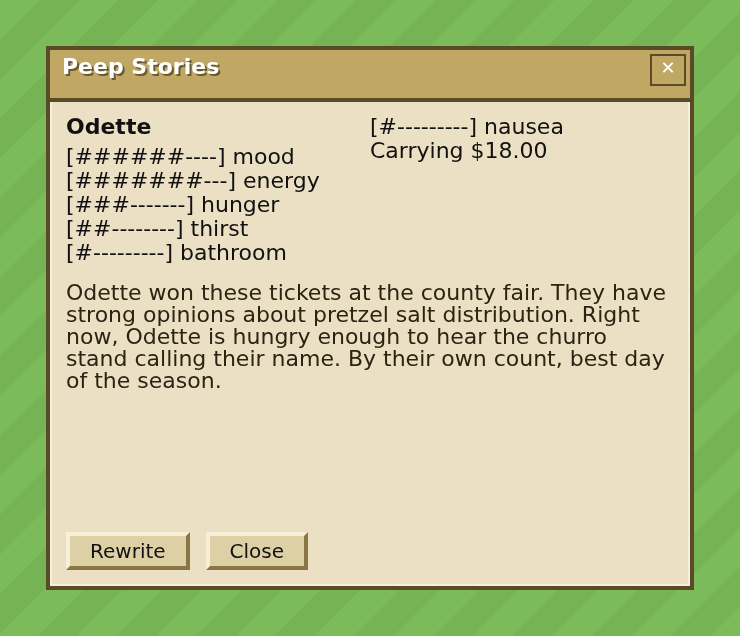 Peep Stories
✕
Odette
[######----] mood
[#######---] energy
[###-------] hunger
[##--------] thirst
[#---------] bathroom
[#---------] nausea
Carrying $18.00
Odette won these tickets at the county fair. They have
strong opinions about pretzel salt distribution. Right
now, Odette is hungry enough to hear the churro
stand calling their name. By their own count, best day
of the season.
Rewrite
Close